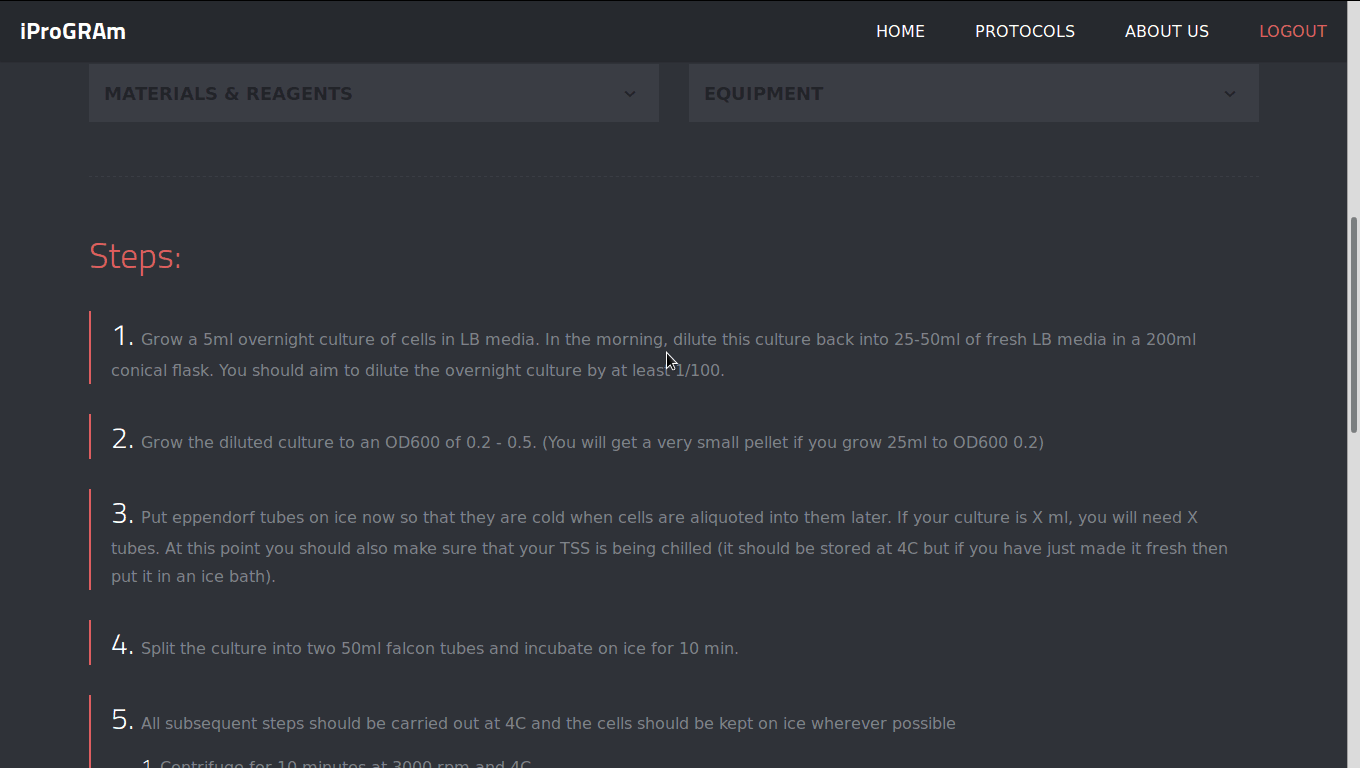 iProGRAm HOME PROTOCOLS ABOUT US LOGOUT
MATERIALS & REAGENTS EQUIPMENT
Steps:
1. Grow a 5ml overnight culture of cells in LB media. In the morning, dilute this culture back into 25-50ml of fresh LB media in a 200ml
conical flask. You should aim to dilute the overnight culture by at least 1/100.
2. Grow the diluted culture to an OD600 of 0.2 - 0.5. (You will get a very small pellet if you grow 25ml to OD600 0.2)
3. Put eppendorf tubes on ice now so that they are cold when cells are aliquoted into them later. If your culture is X ml, you will need X
tubes. At this point you should also make sure that your TSS is being chilled (it should be stored at 4C but if you have just made it fresh then
put it in an ice bath).
4. Split the culture into two 50ml falcon tubes and incubate on ice for 10 min.
5. All subsequent steps should be carried out at 4C and the cells should be kept on ice wherever possible
1. Centrifuge for 10 minutes at 3000 rpm and 4C